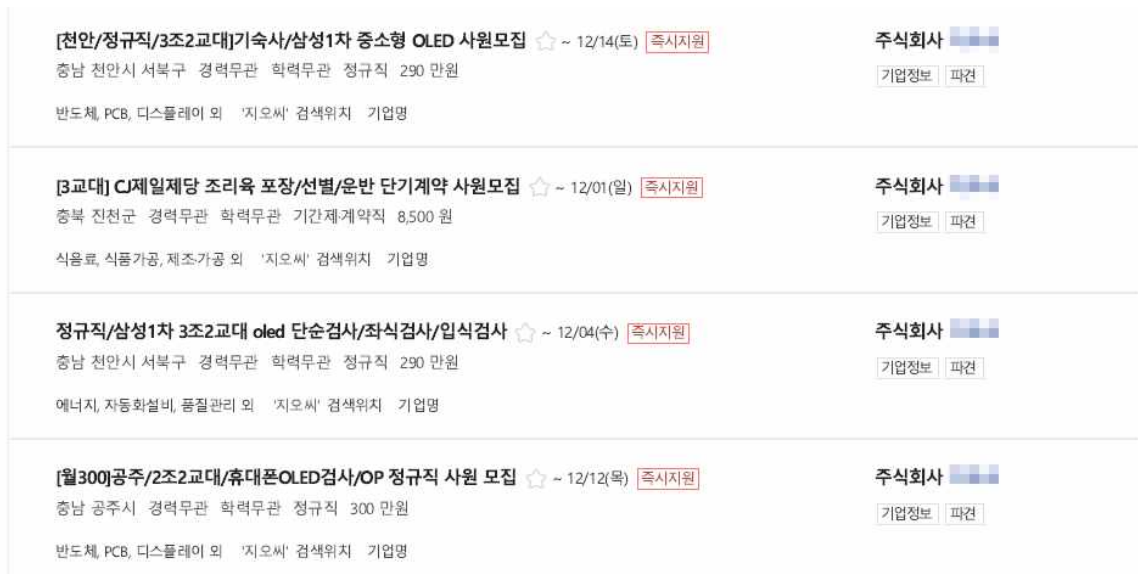 [천안/정규직/3조2교대]기숙사/삼성1차 중소형 OLED 사원모집 ~ 12/14(토) 즉시지원 주식회사
충남 천안시 서북구 경력무관 학력무관 정규직 290 만원 기업정보 파견
반도체, PCB, 디스플레이 외 '지오씨' 검색위치 기업명
[3교대] CJ제일제당 조리육 포장/선별/운반 단기계약 사원모집 ~ 12/01(일) 즉시지원 주식회사
충북 진천군 경력무관 학력무관 기간제·계약직 8,500 원 기업정보 파견
식음료, 식품가공, 제조·가공 외 '지오씨' 검색위치 기업명
정규직/삼성1차 3조2교대 oled 단순검사/좌식검사/입식검사 ~ 12/04(수) 즉시지원 주식회사
충남 천안시 서북구 경력무관 학력무관 정규직 290 만원 기업정보 파견
에너지, 자동화설비, 품질관리 외 '지오씨' 검색위치 기업명
[월300]공주/2조2교대/휴대폰OLED검사/OP 정규직 사원 모집 ~ 12/12(목) 즉시지원 주식회사
충남 공주시 경력무관 학력무관 정규직 300 만원 기업정보 파견
반도체, PCB, 디스플레이 외 '지오씨' 검색위치 기업명